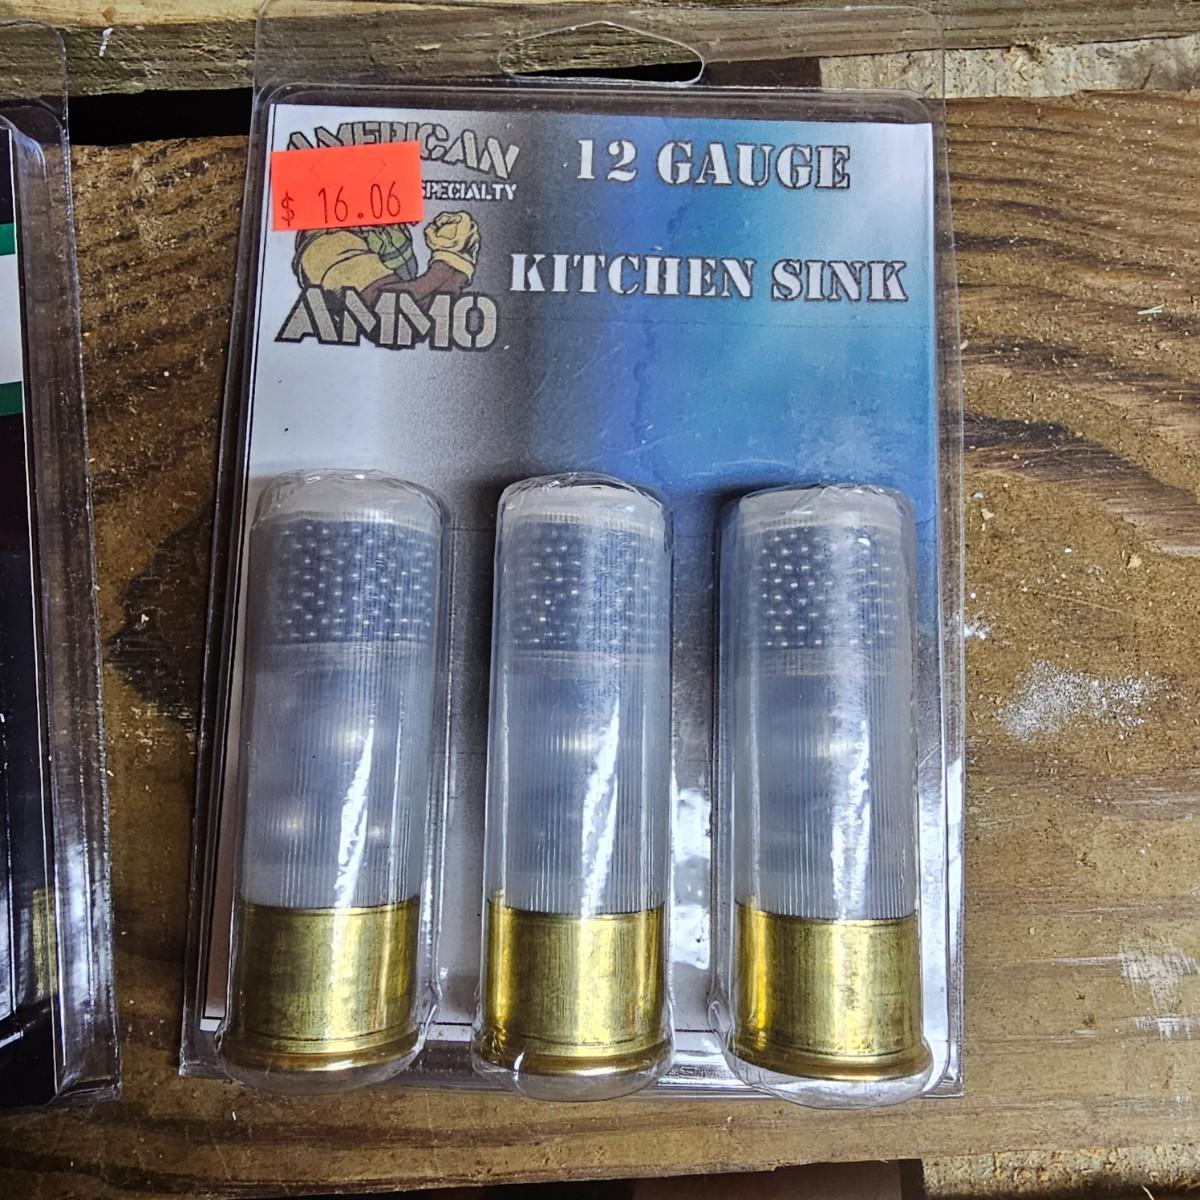 AMERICAN
SPECIALTY
$ 16.06
AMMO
12 GAUGE
KITCHEN SINK